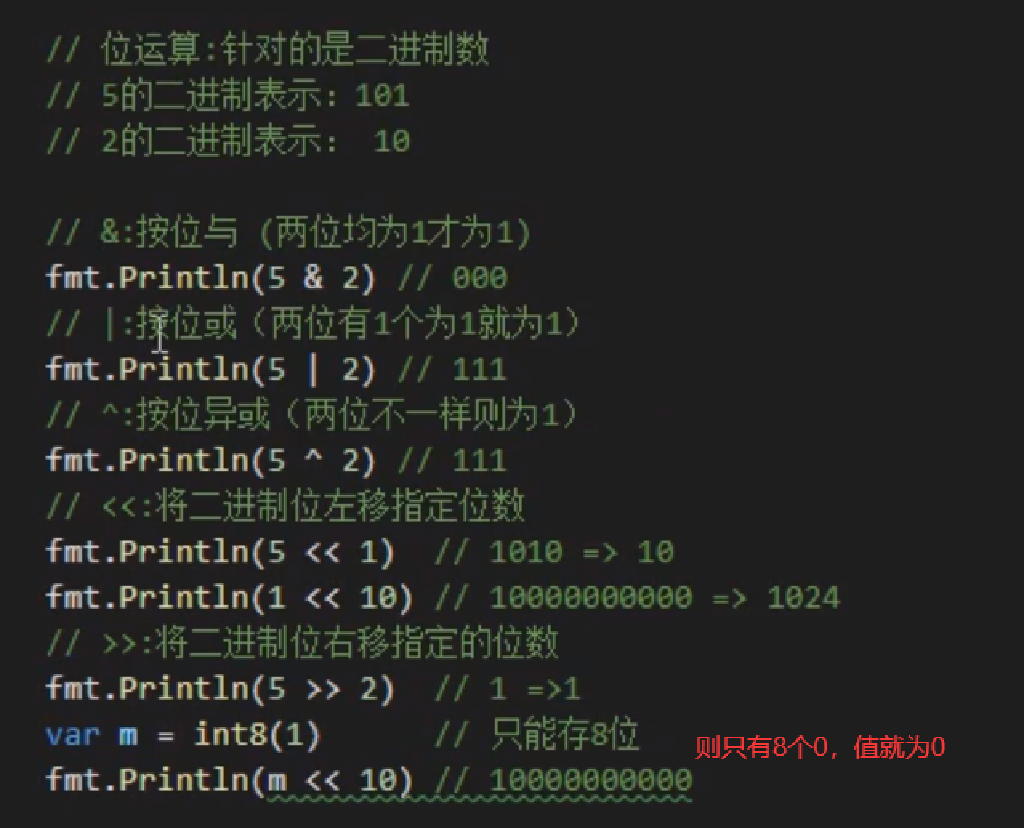 // 位运算:针对的是二进制数
// 5的二进制表示: 101
// 2的二进制表示:  10
// &:按位与 (两位均为1才为1)
fmt.Println(5 & 2) // 000
// |:按位或（两位有1个为1就为1）
fmt.Println(5 | 2) // 111
// ^:按位异或（两位不一样则为1）
fmt.Println(5 ^ 2) // 111
// <<:将二进制位左移指定位数
fmt.Println(5 << 1)  // 1010 => 10
fmt.Println(1 << 10) // 10000000000 => 1024
// >>:将二进制位右移指定的位数
fmt.Println(5 >> 2)  // 1 =>1
var m = int8(1)      // 只能存8位
则只有8个0，值就为0
fmt.Println(m << 10) // 10000000000